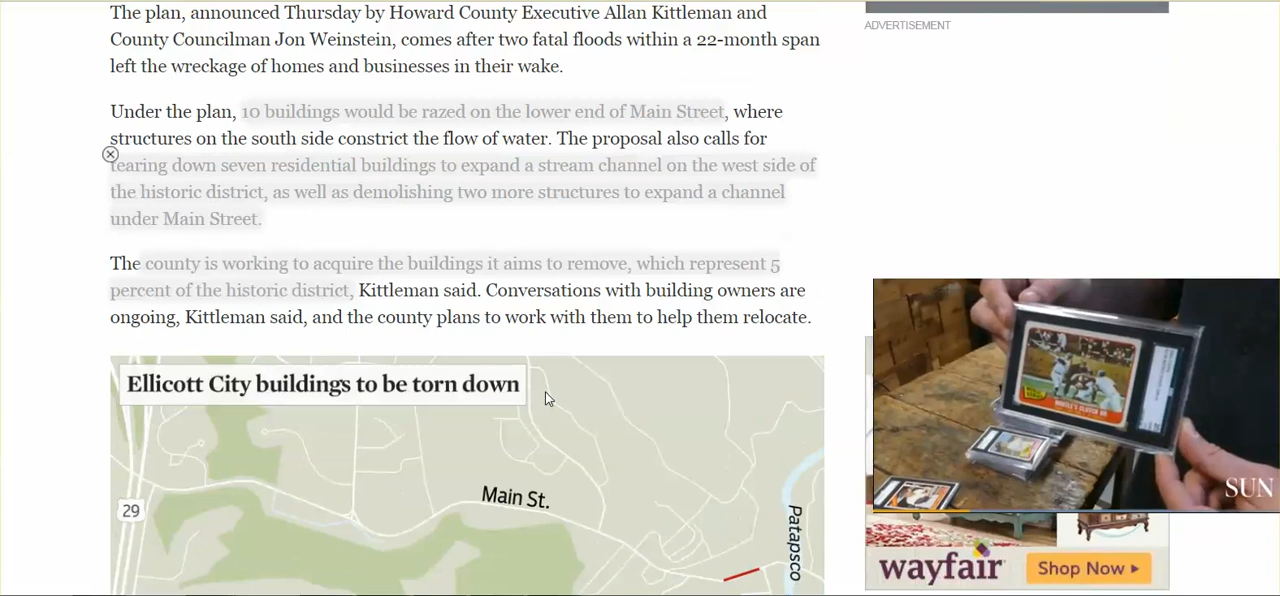 The plan, announced Thursday by Howard County Executive Allan Kittleman and
County Councilman Jon Weinstein, comes after two fatal floods within a 22-month span
left the wreckage of homes and businesses in their wake.
Under the plan, 10 buildings would be razed on the lower end of Main Street, where
structures on the south side constrict the flow of water. The proposal also calls for
tearing down seven residential buildings to expand a stream channel on the west side of
the historic district, as well as demolishing two more structures to expand a channel
under Main Street.
The county is working to acquire the buildings it aims to remove, which represent 5
percent of the historic district, Kittleman said. Conversations with building owners are
ongoing, Kittleman said, and the county plans to work with them to help them relocate.
Ellicott City buildings to be torn down
29
Main St.
Patapsco
ADVERTISEMENT
SUN
wayfair
Shop Now